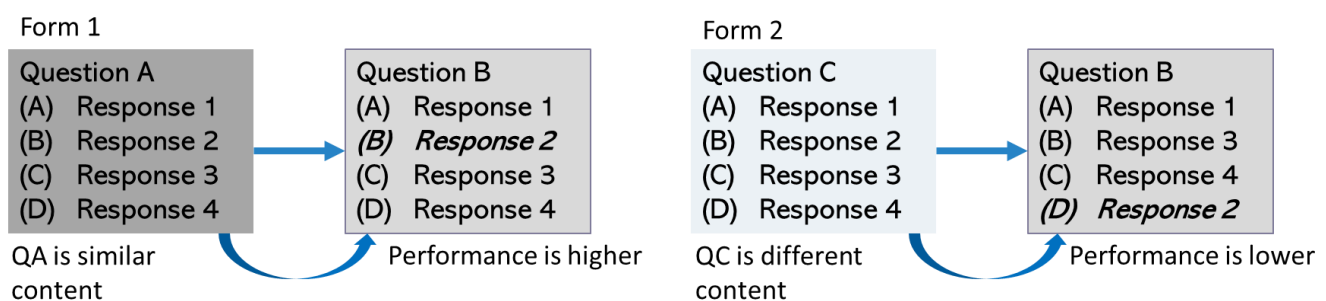 Form 1
Question A
(A) Response 1
(B) Response 2
(C) Response 3
(D) Response 4
QA is similar
content
Question B
(A) Response 1
(B) Response 2
(C) Response 3
(D) Response 4
Performance is higher
Form 2
Question C
(A) Response 1
(B) Response 2
(C) Response 3
(D) Response 4
QC is different
content
Question B
(A) Response 1
(B) Response 3
(C) Response 4
(D) Response 2
Performance is lower